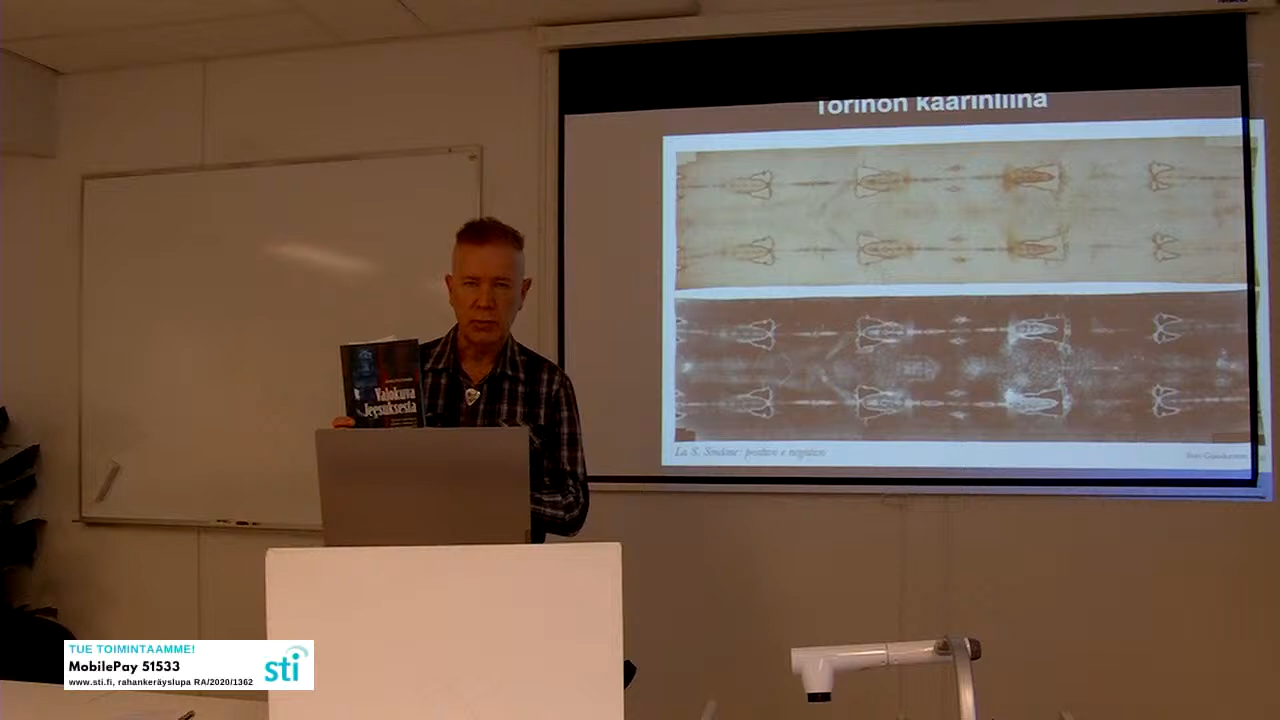 Torinon käärinliina
Valokuva
Jeesuksesta
La S. Sindone: positivo e negativo
TUE TOIMINTAAMME!
MobilePay 51533
www.sti.fi, rahankeräyslupa RA/2020/1362
sti